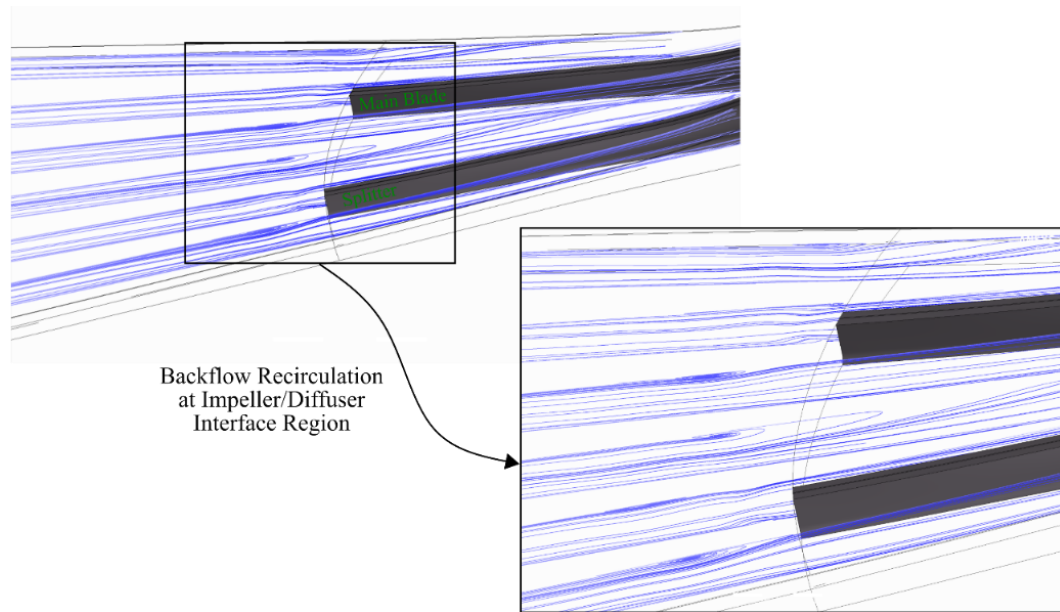 Main Blade
Splitter
Backflow Recirculation
at Impeller/Diffuser
Interface Region